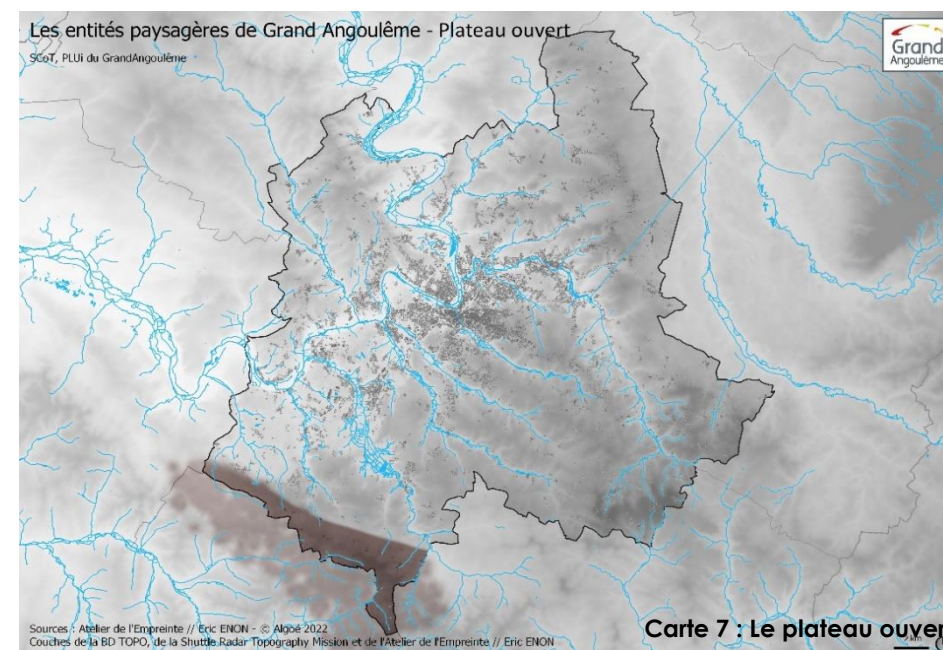 Les entités paysagères de Grand Angoulême - Plateau ouvert
SCoT, PLUi du GrandAngoulême
Grand
Angoulême
Sources : Atelier de l'Empreinte // Eric ENON - © Algoé 2022
Couches de la BD TOPO, de la Shuttle Radar Topography Mission et de l'Atelier de l'Empreinte // Eric ENON
Carte 7 : Le plateau ouver
km